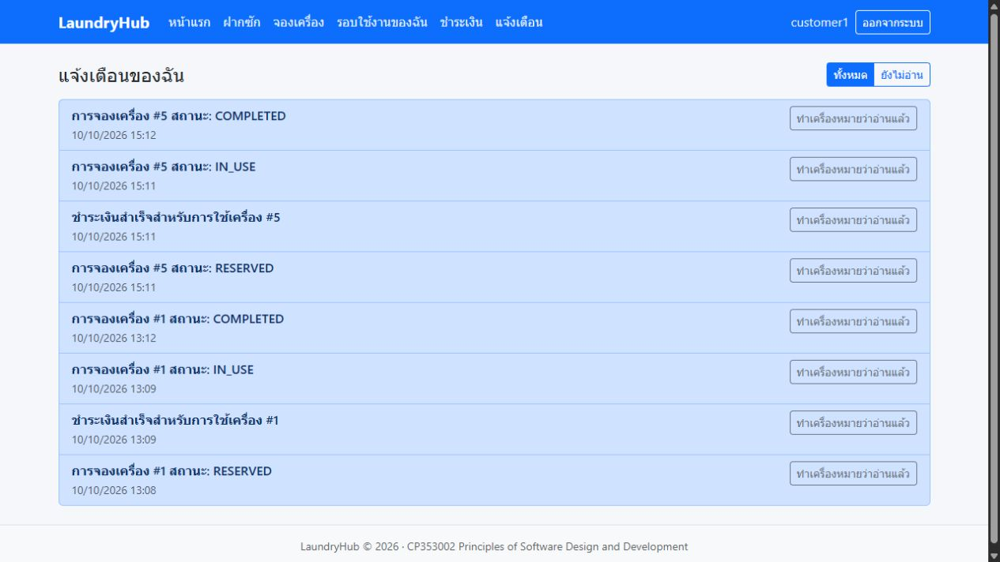 LaundryHub หน้าแรก ฝากซัก จองเครื่อง รอบใช้งานของฉัน ชำระเงิน แจ้งเตือน customer1 ออกจากระบบ
แจ้งเตือนของฉัน ทั้งหมด ยังไม่อ่าน
การจองเครื่อง #5 สถานะ: COMPLETED ทำเครื่องหมายว่าอ่านแล้ว
10/10/2026 15:12
การจองเครื่อง #5 สถานะ: IN_USE ทำเครื่องหมายว่าอ่านแล้ว
10/10/2026 15:11
ชำระเงินสำเร็จสำหรับการใช้เครื่อง #5 ทำเครื่องหมายว่าอ่านแล้ว
10/10/2026 15:11
การจองเครื่อง #5 สถานะ: RESERVED ทำเครื่องหมายว่าอ่านแล้ว
10/10/2026 15:11
การจองเครื่อง #1 สถานะ: COMPLETED ทำเครื่องหมายว่าอ่านแล้ว
10/10/2026 13:12
การจองเครื่อง #1 สถานะ: IN_USE ทำเครื่องหมายว่าอ่านแล้ว
10/10/2026 13:09
ชำระเงินสำเร็จสำหรับการใช้เครื่อง #1 ทำเครื่องหมายว่าอ่านแล้ว
10/10/2026 13:09
การจองเครื่อง #1 สถานะ: RESERVED ทำเครื่องหมายว่าอ่านแล้ว
10/10/2026 13:08
LaundryHub © 2026 · CP353002 Principles of Software Design and Development